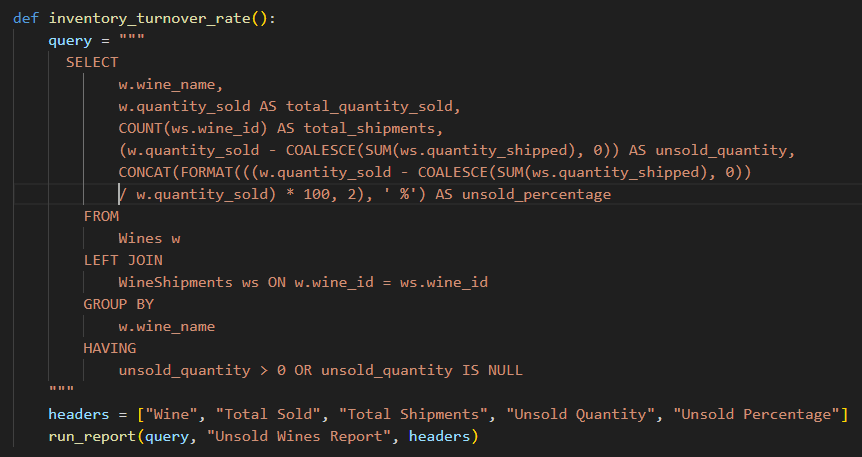 def inventory_turnover_rate():
query = """
SELECT
w.wine_name,
w.quantity_sold AS total_quantity_sold,
COUNT(ws.wine_id) AS total_shipments,
(w.quantity_sold - COALESCE(SUM(ws.quantity_shipped), 0)) AS unsold_quantity,
CONCAT(FORMAT(((w.quantity_sold - COALESCE(SUM(ws.quantity_shipped), 0))
/ w.quantity_sold) * 100, 2), ' %') AS unsold_percentage
FROM
Wines w
LEFT JOIN
WineShipments ws ON w.wine_id = ws.wine_id
GROUP BY
w.wine_name
HAVING
unsold_quantity > 0 OR unsold_quantity IS NULL
"""
headers = ["Wine", "Total Sold", "Total Shipments", "Unsold Quantity", "Unsold Percentage"]
run_report(query, "Unsold Wines Report", headers)